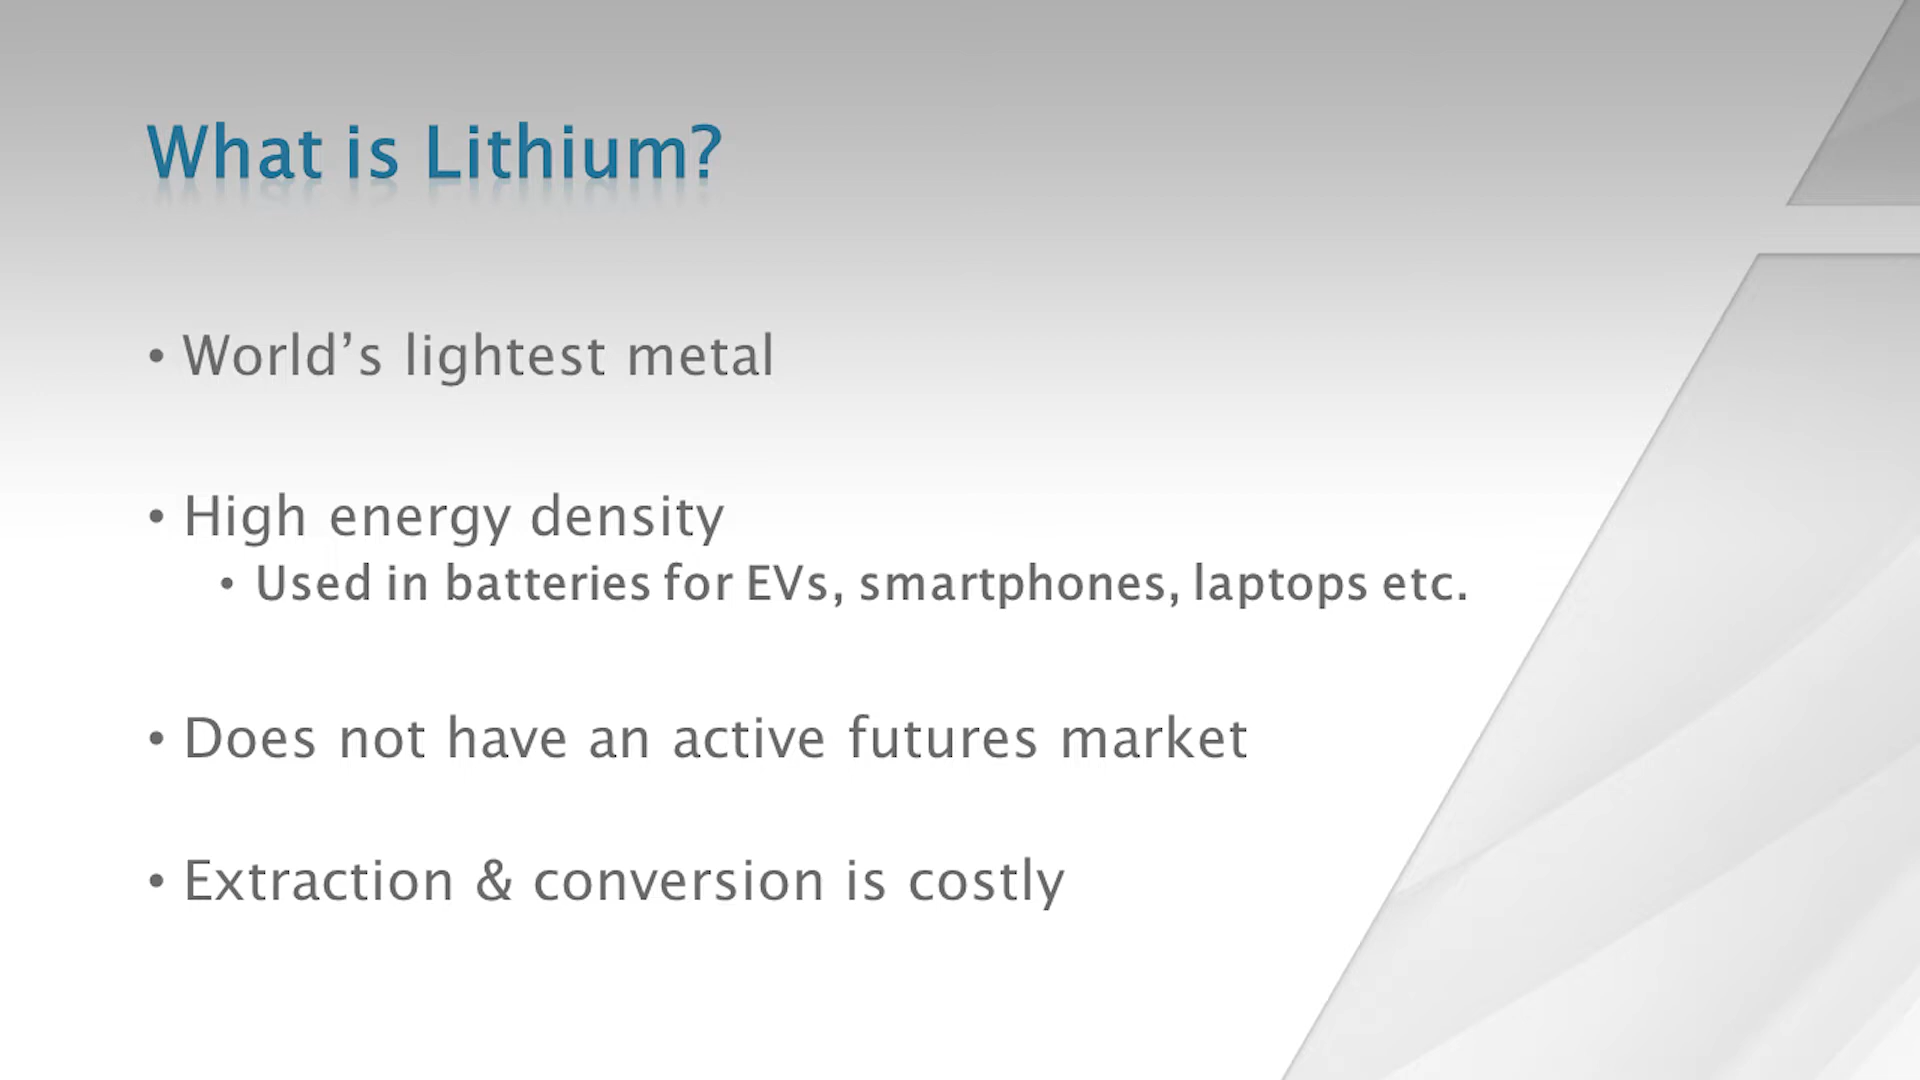 What is Lithium?
• World’s lightest metal
• High energy density
• Used in batteries for EVs, smartphones, laptops etc.
• Does not have an active futures market
• Extraction & conversion is costly